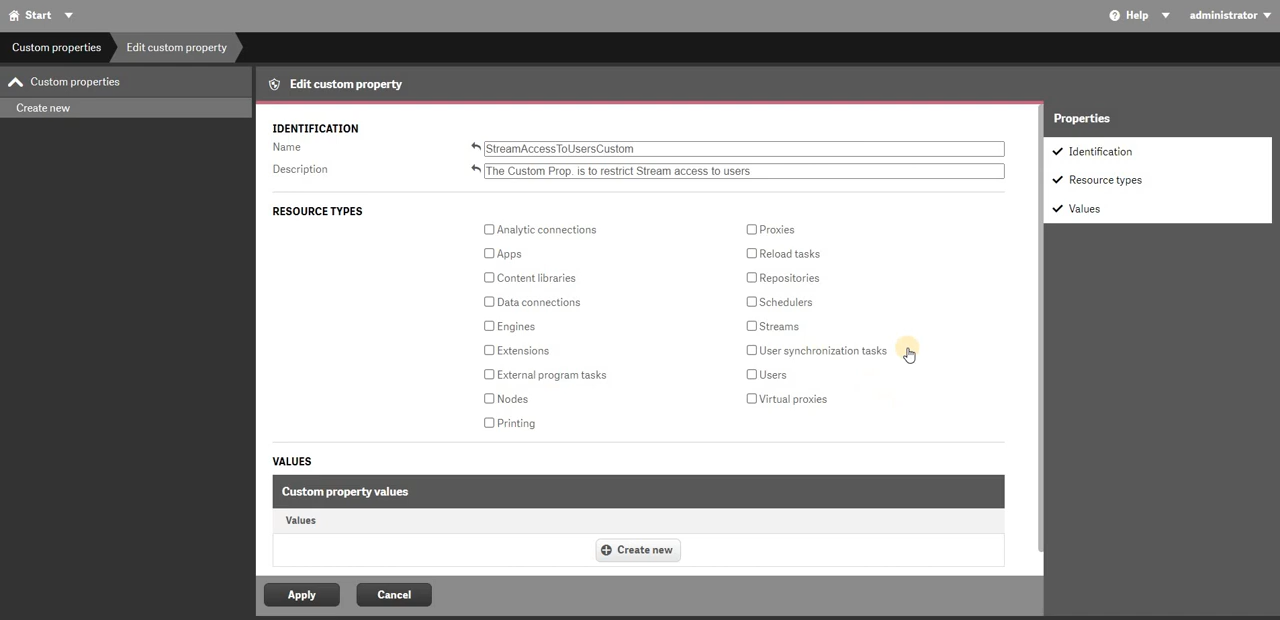 Start
Help
administrator
Custom properties
Edit custom property
Custom properties
Create new
Edit custom property
IDENTIFICATION
Name
StreamAccessToUsersCustom
Description
The Custom Prop. is to restrict Stream access to users
RESOURCE TYPES
Analytic connections
Proxies
Apps
Reload tasks
Content libraries
Repositories
Data connections
Schedulers
Engines
Streams
Extensions
User synchronization tasks
External program tasks
Users
Nodes
Virtual proxies
Printing
VALUES
Custom property values
Values
Create new
Apply
Cancel
Properties
Identification
Resource types
Values